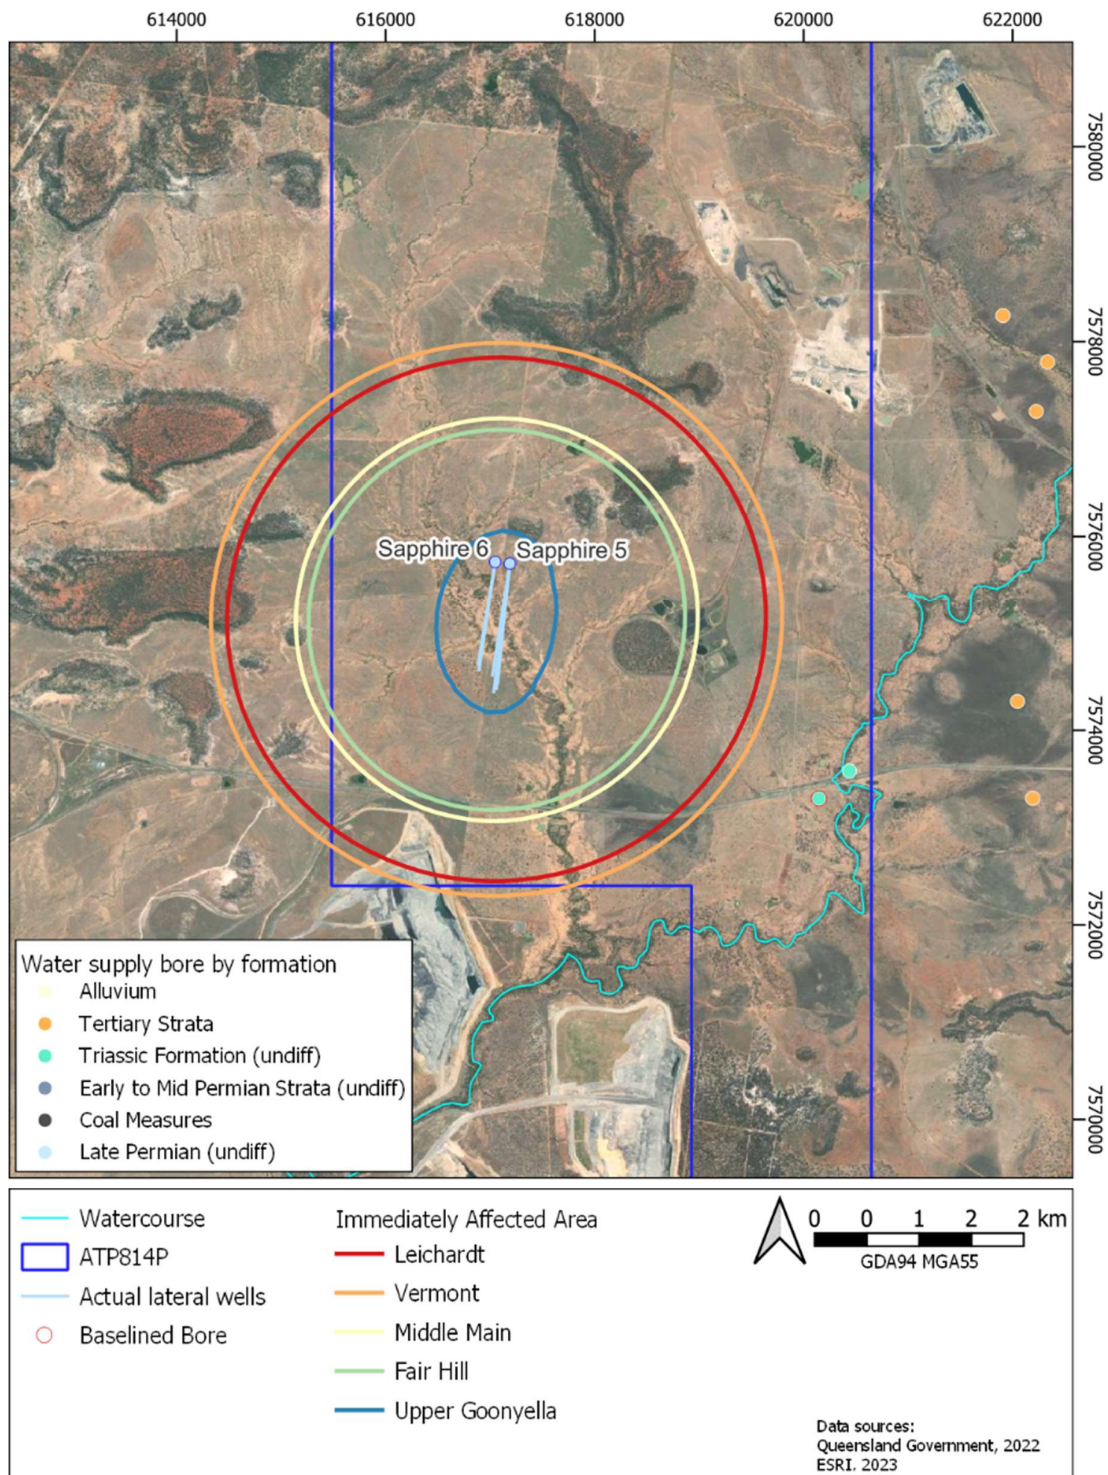 614000 616000 618000 620000 622000
7580000
7578000
7576000
7574000
7572000
7570000
Sapphire 6 Sapphire 5
Water supply bore by formation
Alluvium
Tertiary Strata
Triassic Formation (undiff)
Early to Mid Permian Strata (undiff)
Coal Measures
Late Permian (undiff)
Watercourse
ATP814P
Actual lateral wells
Baselined Bore
Immediately Affected Area
Leichardt
Vermont
Middle Main
Fair Hill
Upper Goonyella
0 0 1 2 2 km
GDA94 MGA55
Data sources:
Queensland Government, 2022
ESRI. 2023